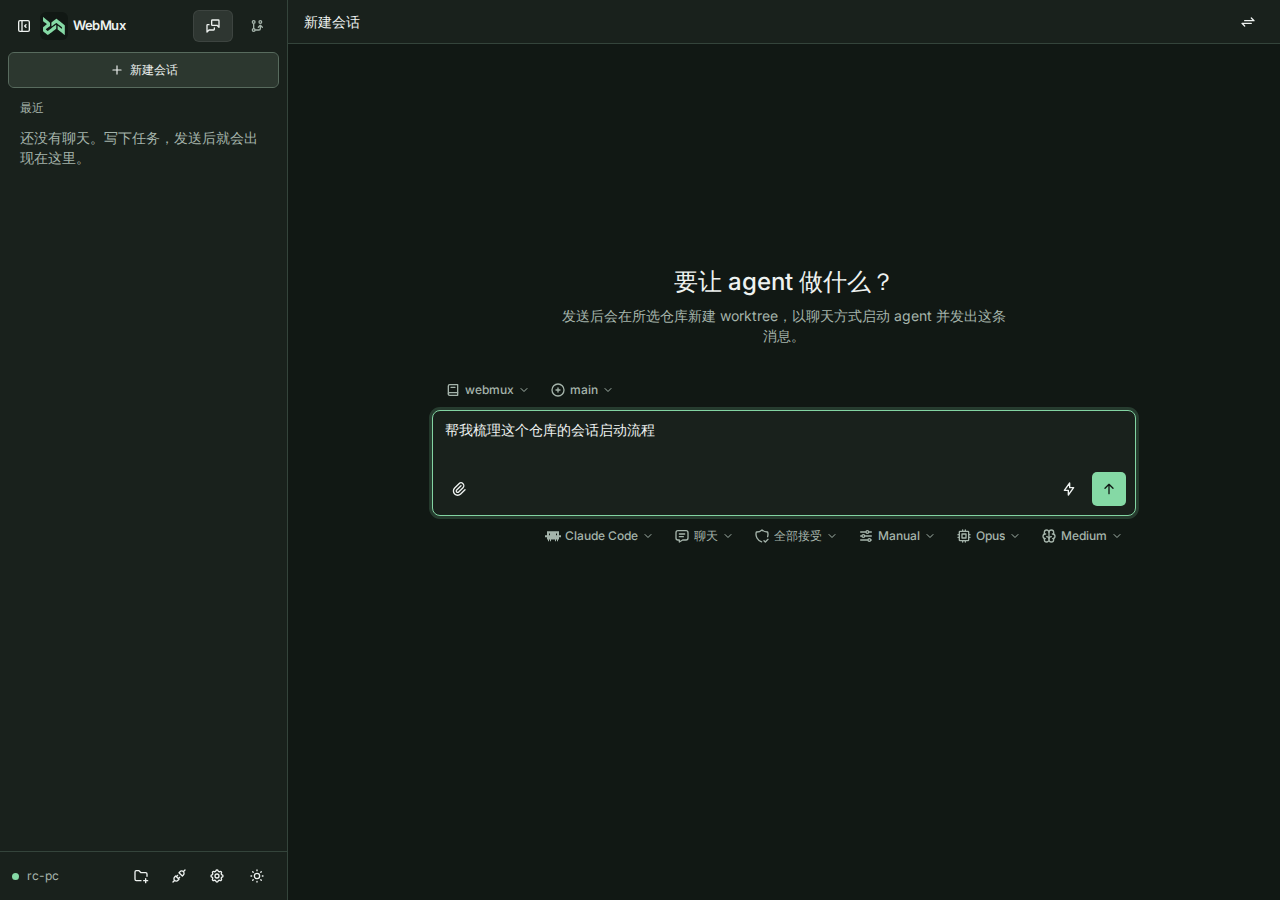 WebMux
新建会话
最近
还没有聊天。写下任务，发送后就会出
现在这里。
rc-pc
新建会话
要让 agent 做什么？
发送后会在所选仓库新建 worktree，以聊天方式启动 agent 并发出这条
消息。
webmux main
帮我梳理这个仓库的会话启动流程
Claude Code 聊天 全部接受 Manual Opus Medium